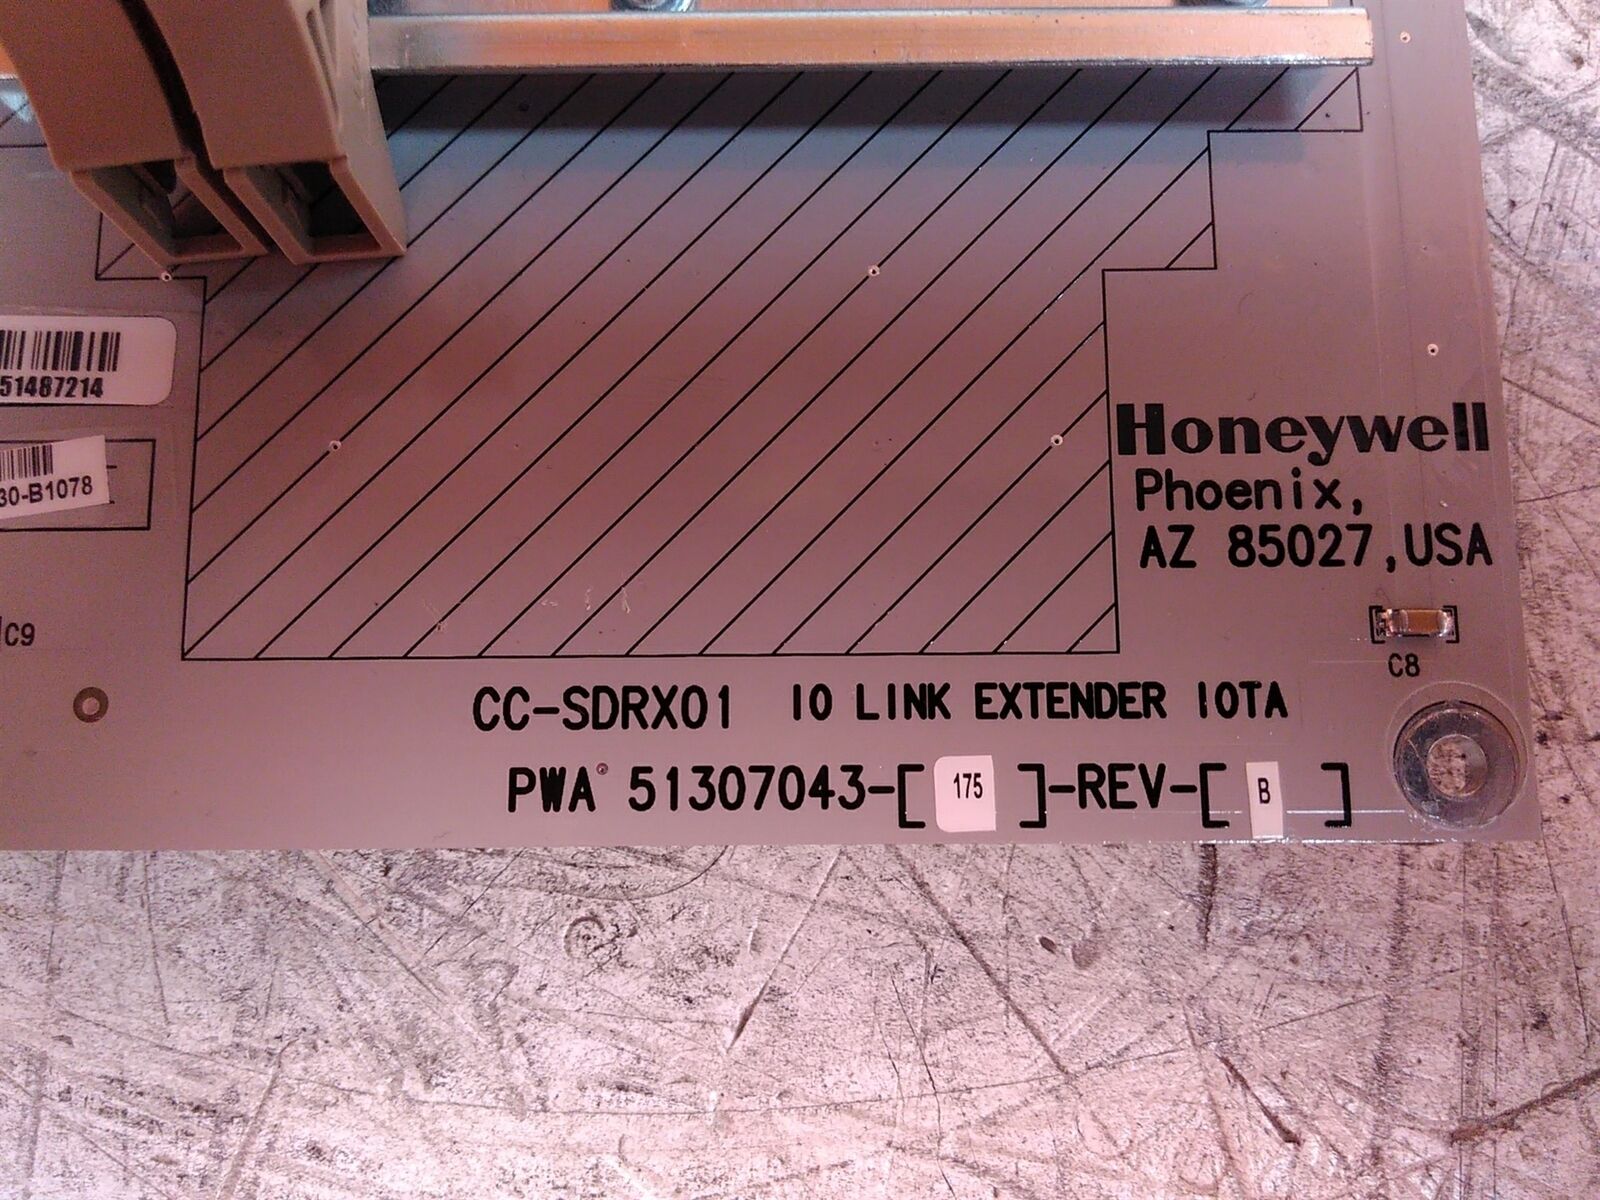 51487214
30-B1078
Honeywell
Phoenix,
AZ 85027,USA
C9
C8
CC-SDRX01 IO LINK EXTENDER IOTA
PWA 51307043-[175]-REV-[B]